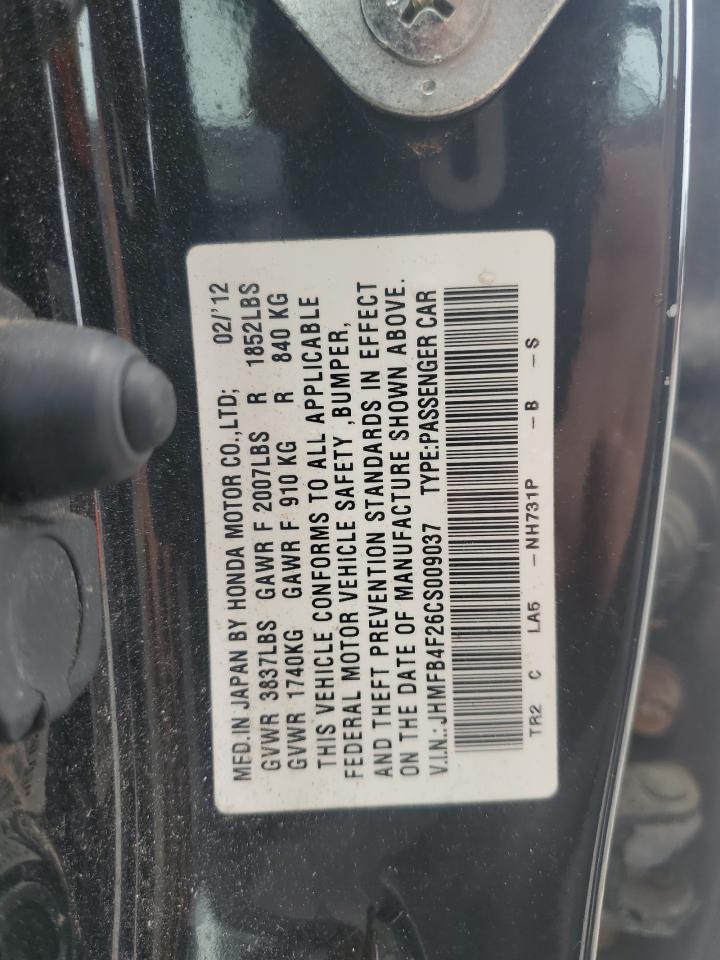 MFD.IN JAPAN BY HONDA MOTOR CO.,LTD; 02/'12
GVWR 3837LBS GAWR F 2007LBS R 1852LBS
GVWR 1740KG GAWR F 910 KG R 840 KG
THIS VEHICLE CONFORMS TO ALL APPLICABLE
FEDERAL MOTOR VEHICLE SAFETY ,BUMPER,
AND THEFT PREVENTION STANDARDS IN EFFECT
ON THE DATE OF MANUFACTURE SHOWN ABOVE.
V.I.N.:JHMFB4F26CS009037 TYPE:PASSENGER CAR
TR2 C LA5 -NH731P -B -S